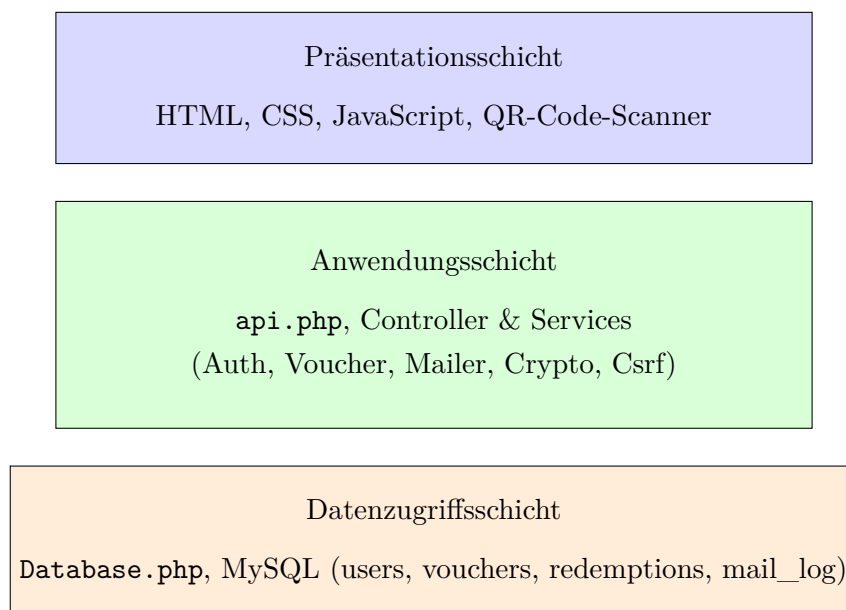 Präsentationsschicht
HTML, CSS, JavaScript, QR-Code-Scanner
Anwendungsschicht
api.php, Controller & Services
(Auth, Voucher, Mailer, Crypto, Csrf)
Datenzugriffsschicht
Database.php, MySQL (users, vouchers, redemptions, mail_log)